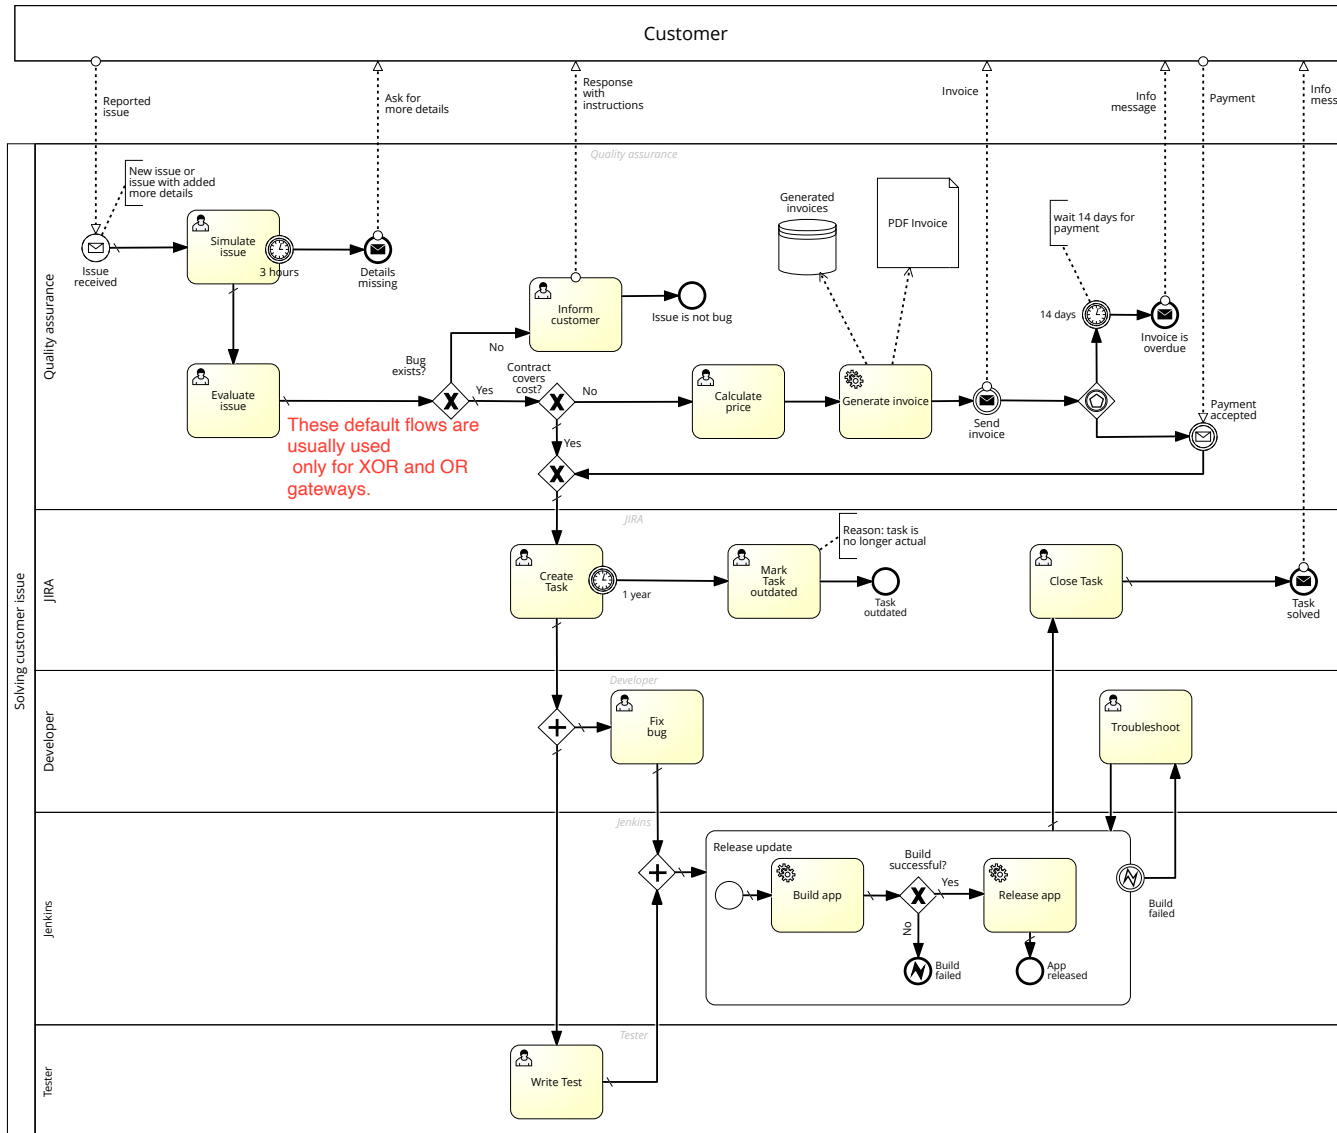 Customer
Reported
issue
Ask for
more details
Response
with
instructions
Invoice
Info
message
Payment
Info
Solving customer issue
Quality assurance
Quality assurance
New issue or
issue with added
more details
Issue
received
Simulate
issue
3 hours
Details
missing
Inform
customer
Issue is not bug
Generated
invoices
PDF Invoice
wait 14 days for
payment
14 days
Invoice is
overdue
Evaluate
issue
Bug
exists?
No
Yes
Contract
covers
cost?
No
Yes
Calculate
price
Generate invoice
Send
invoice
Payment
accepted
These default flows are
usually used
only for XOR and OR
gateways.
JIRA
JIRA
Create
Task
1 year
Mark
Task
outdated
Reason: task is
no longer actual
Task
outdated
Close Task
Task
solved
Developer
Developer
Fix
bug
Troubleshoot
Jenkins
Jenkins
Release update
Build app
Build
successful?
Yes
No
Release app
Build
failed
App
released
Build
failed
Tester
Tester
Write Test